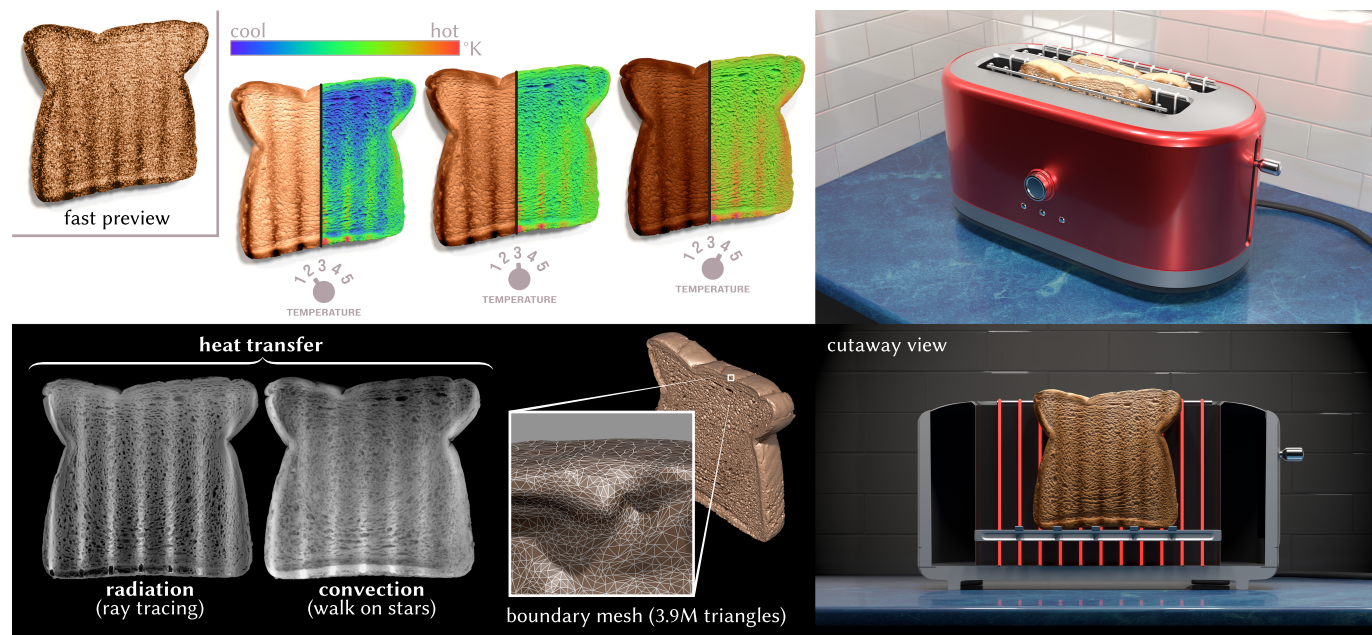 cool hot
°K
fast preview
1 2 3 4 5
TEMPERATURE
1 2 3 4 5
TEMPERATURE
1 2 3 4 5
TEMPERATURE
heat transfer
radiation
(ray tracing)
convection
(walk on stars)
boundary mesh (3.9M triangles)
cutaway view